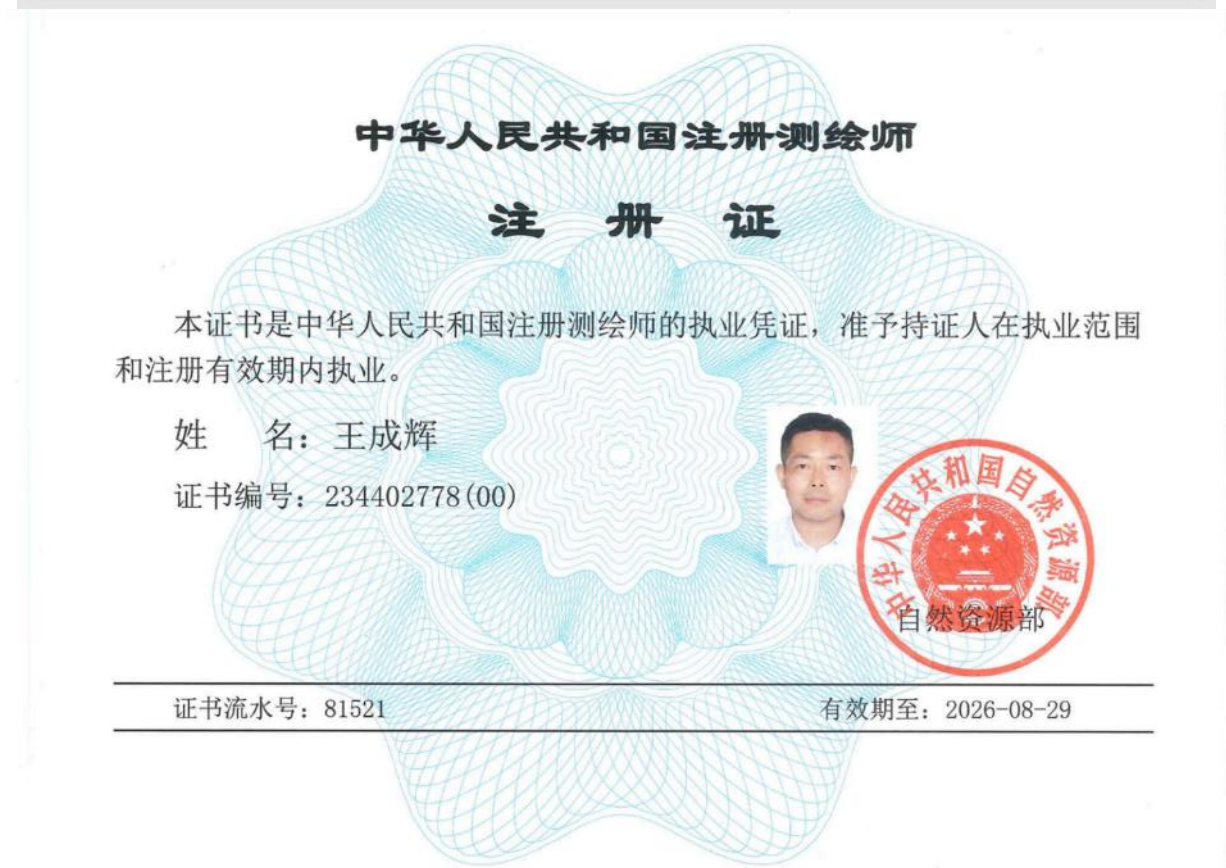 中华人民共和国注册测绘师
注 册 证
本证书是中华人民共和国注册测绘师的执业凭证，准予持证人在执业范围
和注册有效期内执业。
姓 名：王成辉
证书编号：234402778(00)
中华人民共和国自然资源部
自然资源部
证书流水号：81521
有效期至：2026-08-29